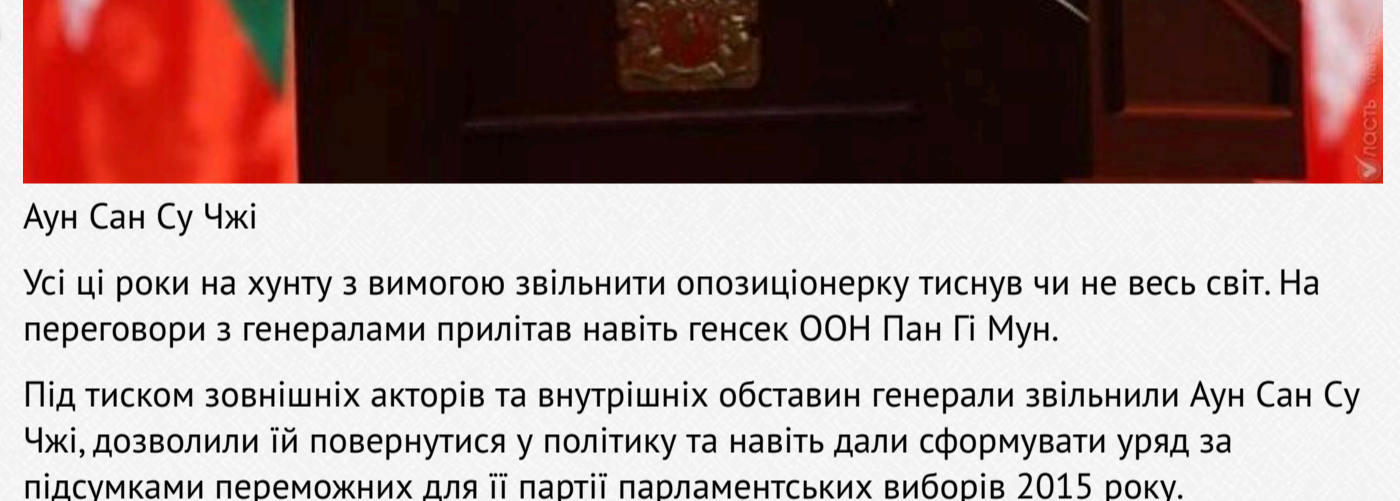 Аун Сан Су Чжі
Усі ці роки на хунту з вимогою звільнити опозиціонерку тиснув чи не весь світ. На
переговори з генералами прилітав навіть генсек ООН Пан Гі Мун.
Під тиском зовнішніх акторів та внутрішніх обставин генерали звільнили Аун Сан Су
Чжі, дозволили їй повернутися у політику та навіть дали сформувати уряд за
підсумками переможних для її партії парламентських виборів 2015 року.